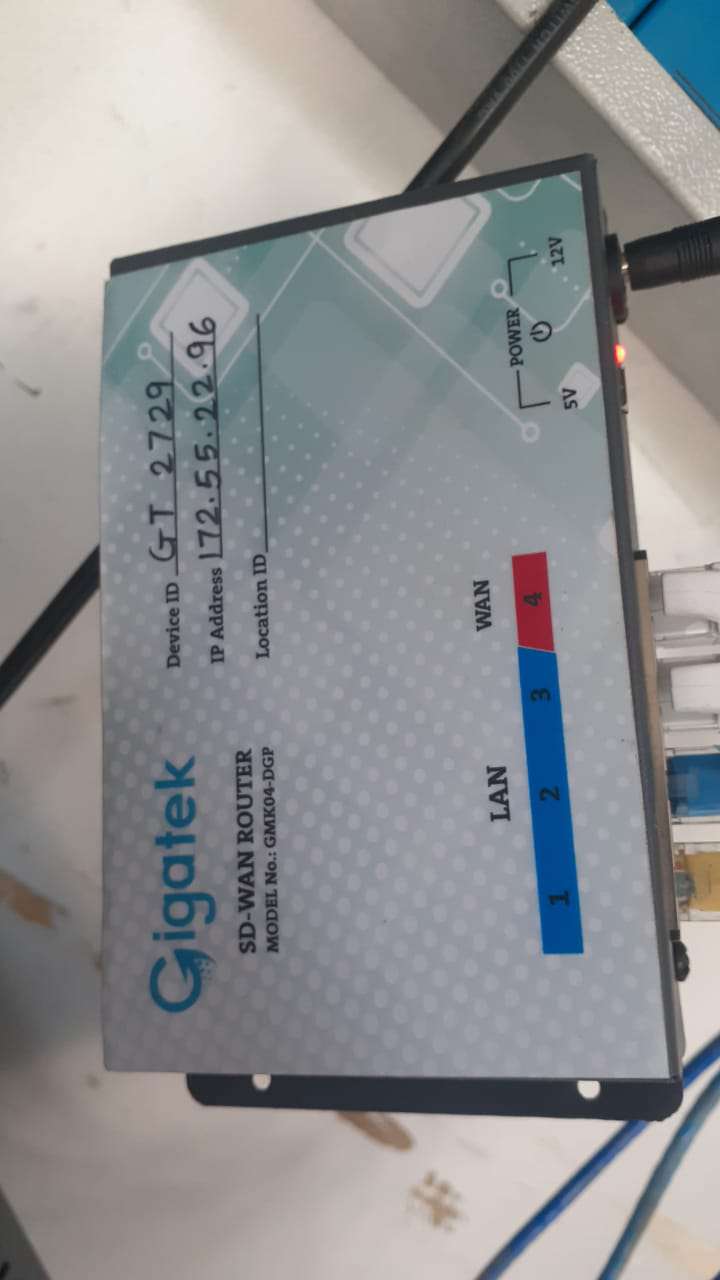 Gigatek
SD-WAN ROUTER
MODEL No.: GMK04-DGP
Device ID GT 2729
IP Address 172.55.22.96
Location ID
LAN
WAN
1 2 3 4
POWER
5V 12V